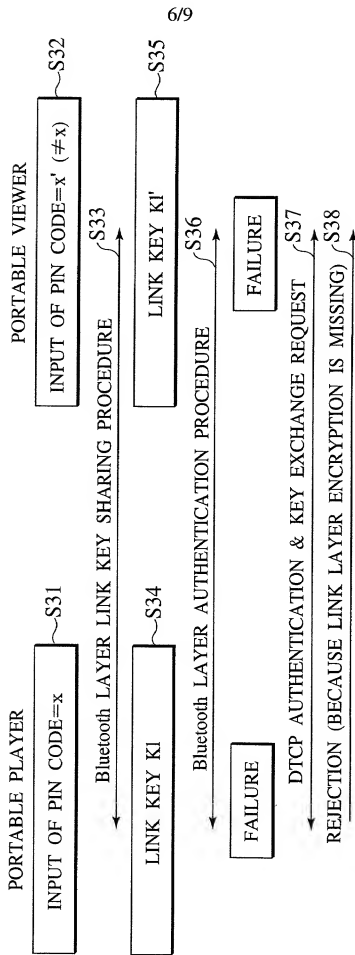 6/9
PORTABLE PLAYER
PORTABLE VIEWER
INPUT OF PIN CODE=x
S31
INPUT OF PIN CODE=x' (≠x)
S32
Bluetooth LAYER LINK KEY SHARING PROCEDURE
S33
LINK KEY Kl
S34
LINK KEY Kl'
S35
Bluetooth LAYER AUTHENTICATION PROCEDURE
S36
FAILURE
FAILURE
DTCP AUTHENTICATION & KEY EXCHANGE REQUEST
S37
REJECTION (BECAUSE LINK LAYER ENCRYPTION IS MISSING)
S38